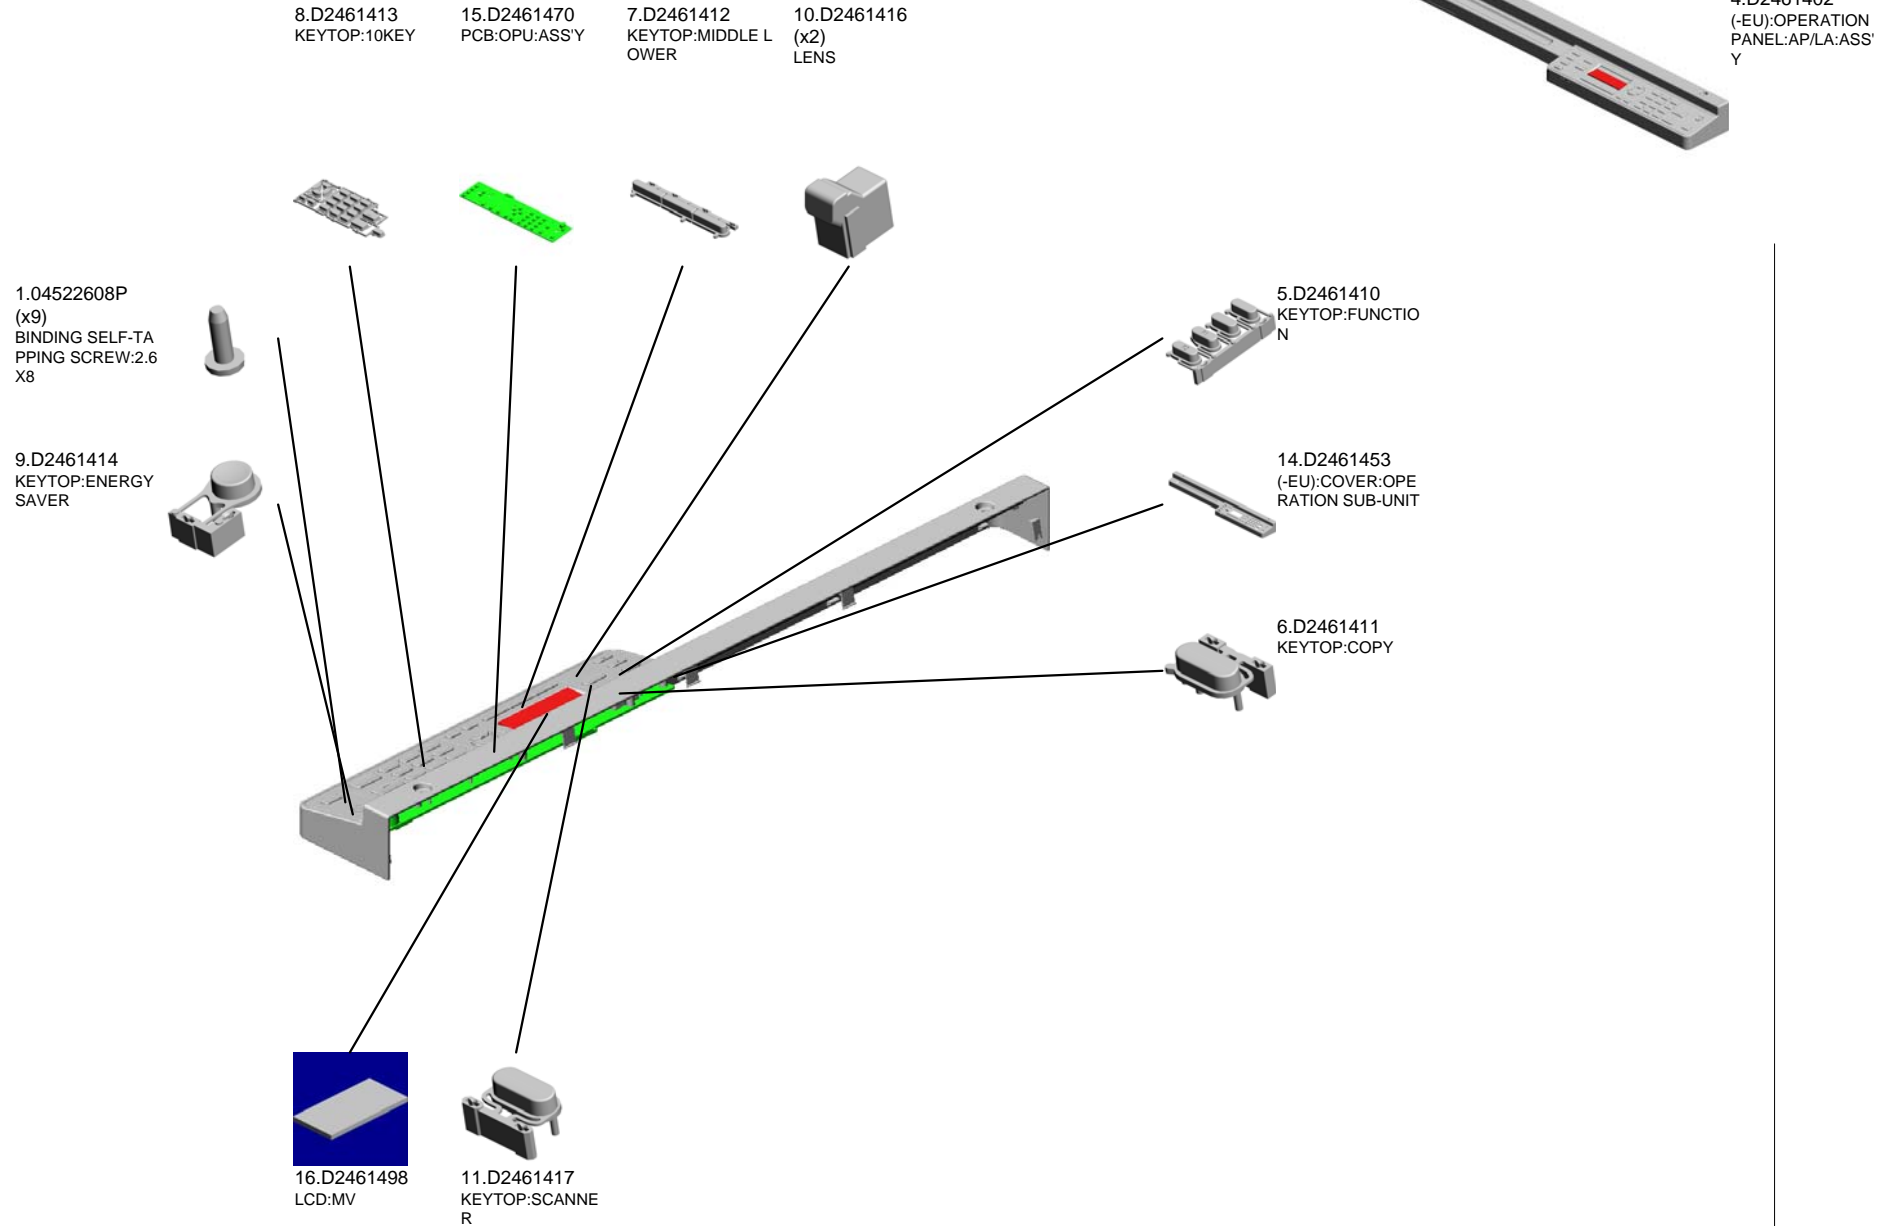 8.D2461413
KEYTOP:10KEY
15.D2461470
PCB:OPU:ASS'Y
7.D2461412
KEYTOP:MIDDLE L
OWER
10.D2461416
(x2)
LENS
4.D2461402
(-EU):OPERATION
PANEL:AP/LA:ASS'
Y
1.04522608P
(x9)
BINDING SELF-TA
PPING SCREW:2.6
X8
5.D2461410
KEYTOP:FUNCTIO
N
9.D2461414
KEYTOP:ENERGY
SAVER
14.D2461453
(-EU):COVER:OPE
RATION SUB-UNIT
6.D2461411
KEYTOP:COPY
16.D2461498
LCD:MV
11.D2461417
KEYTOP:SCANNE
R